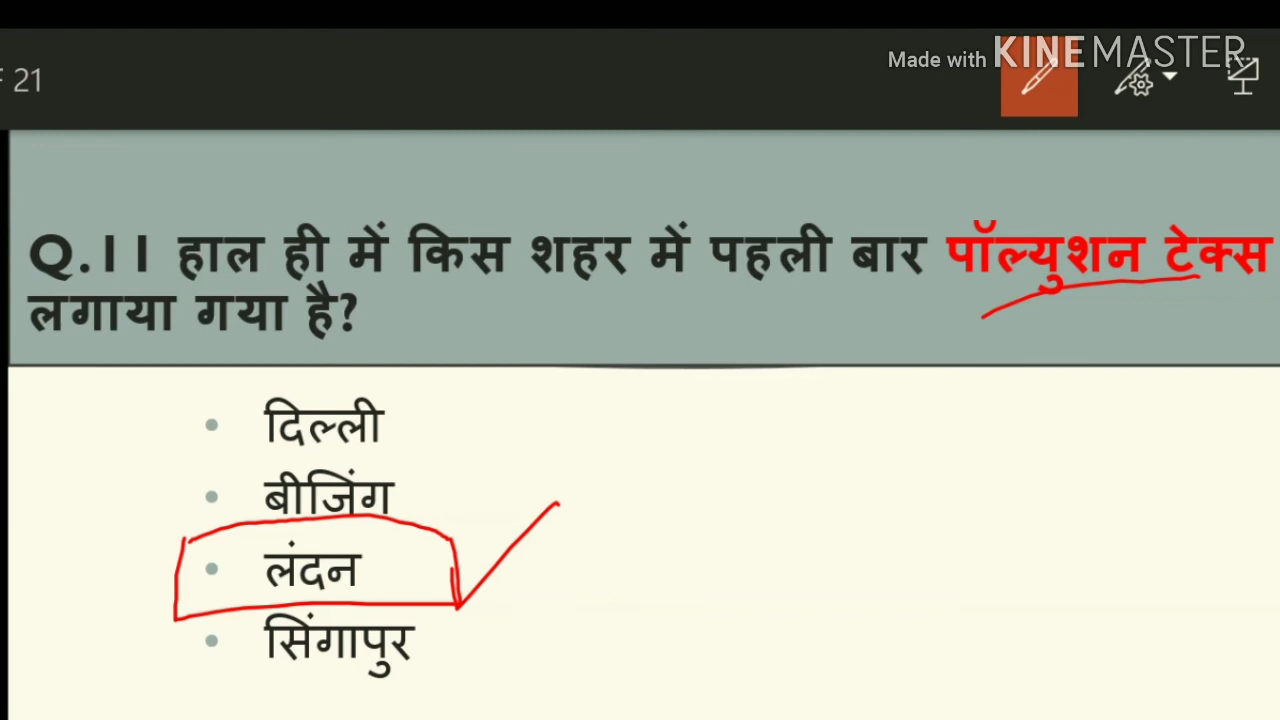 Made with KINEMASTER
F 21
Q.11 हाल ही में किस शहर में पहली बार पॉल्युशन टेक्स
लगाया गया है?
• दिल्ली
• बीजिंग
• लंदन
• सिंगापुर